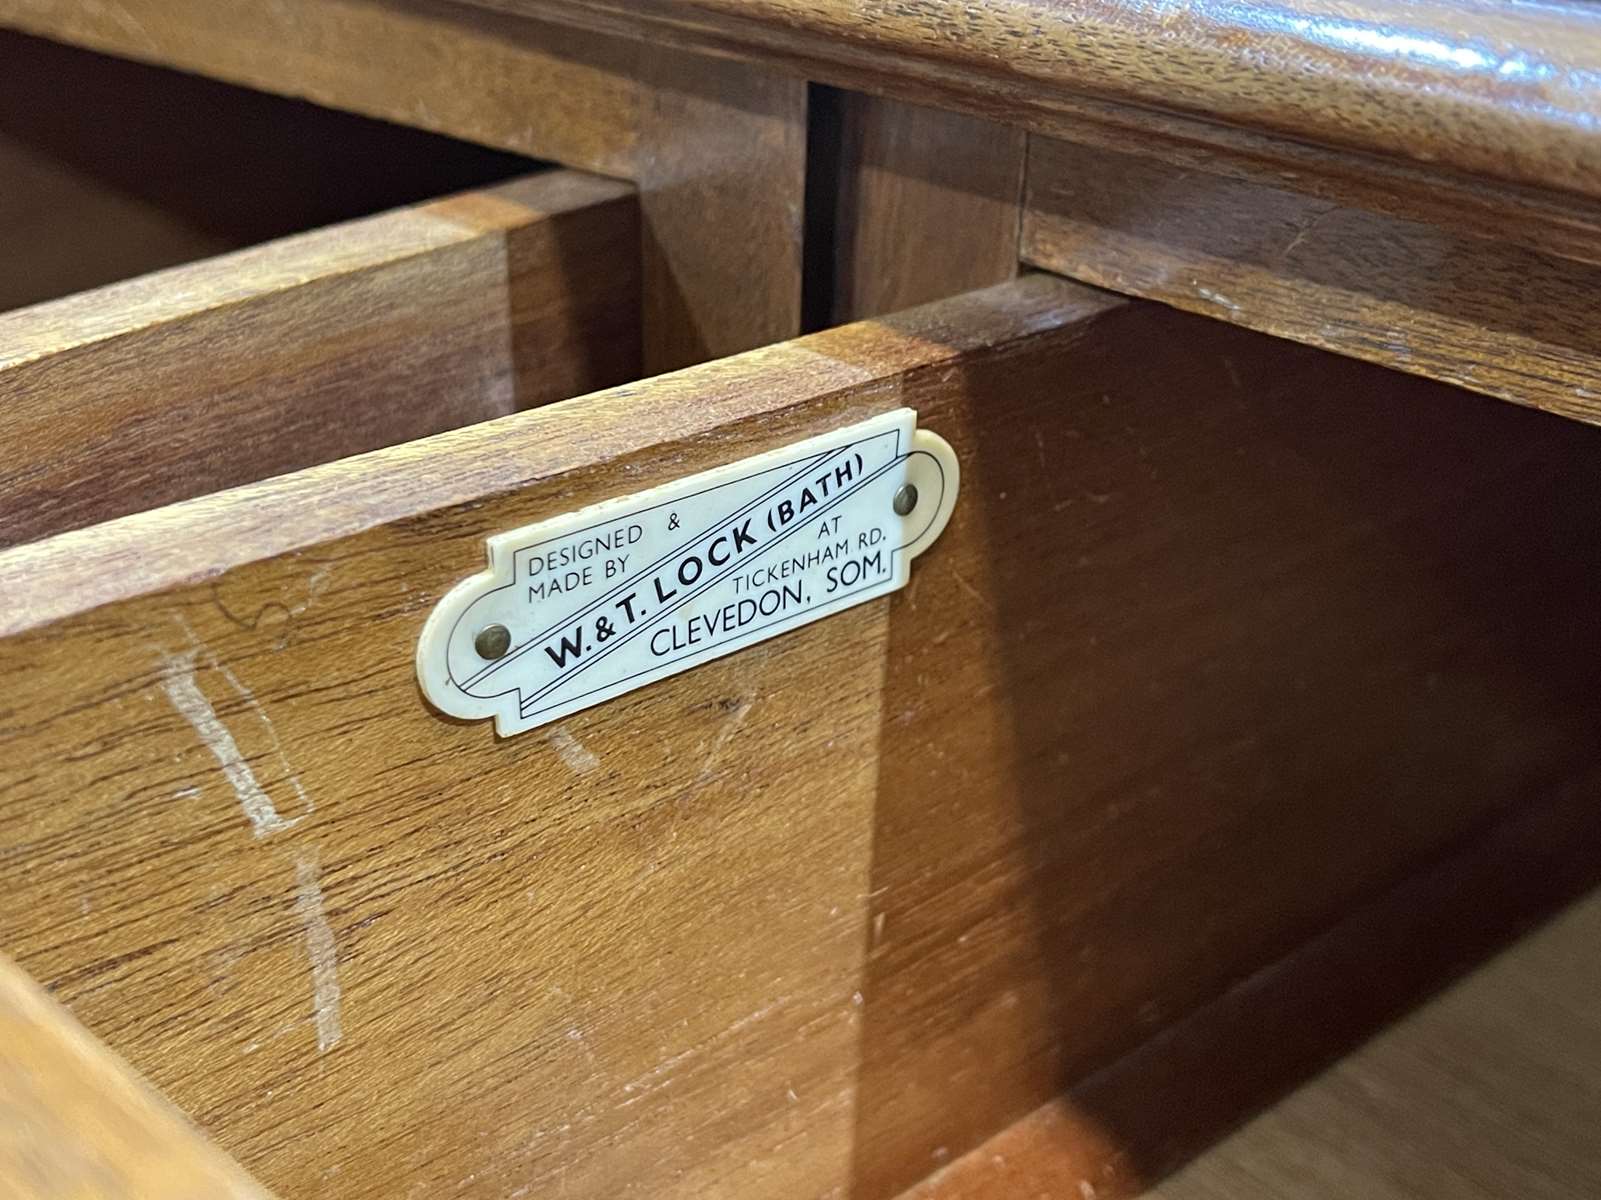 DESIGNED &
MADE BY
W. & T. LOCK (BATH)
AT
TICKENHAM RD.
CLEVEDON, SOM.